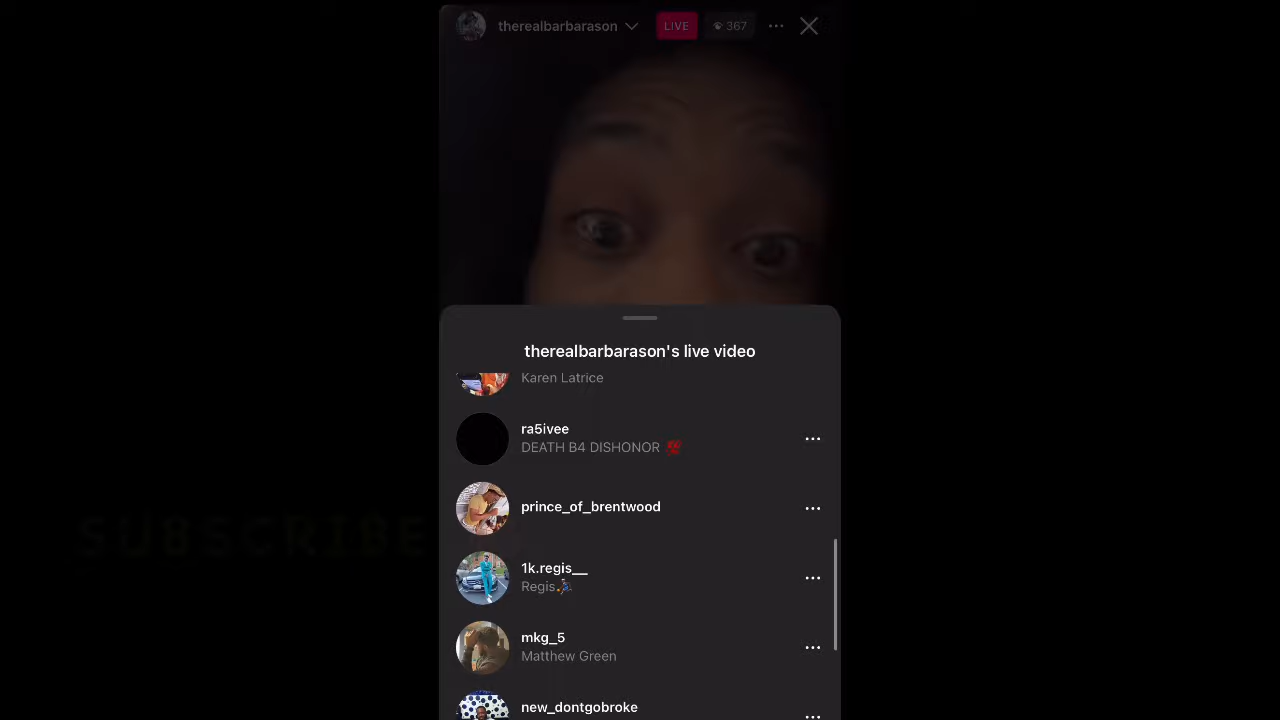 therealbarbarason
LIVE
367
therealbarbarason's live video
Karen Latrice
ra5ivee
DEATH B4 DISHONOR 💯
prince_of_brentwood
1k.regis__
Regis
SUBSCRIBE
mkg_5
Matthew Green
new_dontgobroke